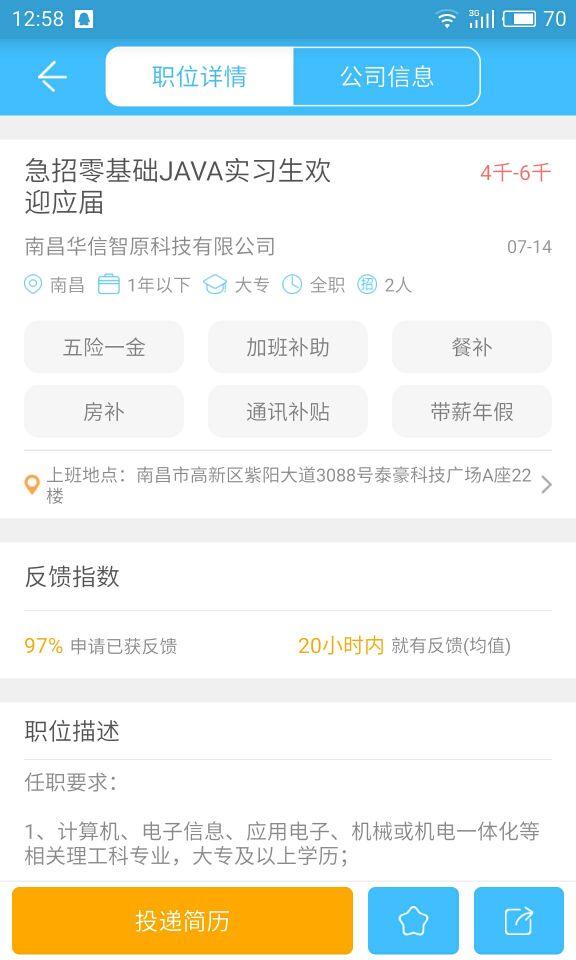 12:58
3G
70
职位详情
公司信息
急招零基础JAVA实习生欢
迎应届
4千-6千
南昌华信智原科技有限公司
07-14
南昌
1年以下
大专
全职
招
2人
五险一金
加班补助
餐补
房补
通讯补贴
带薪年假
上班地点：南昌市高新区紫阳大道3088号泰豪科技广场A座22
楼
反馈指数
97% 申请已获反馈
20小时内 就有反馈(均值)
职位描述
任职要求：
1、计算机、电子信息、应用电子、机械或机电一体化等
相关理工科专业，大专及以上学历；
投递简历